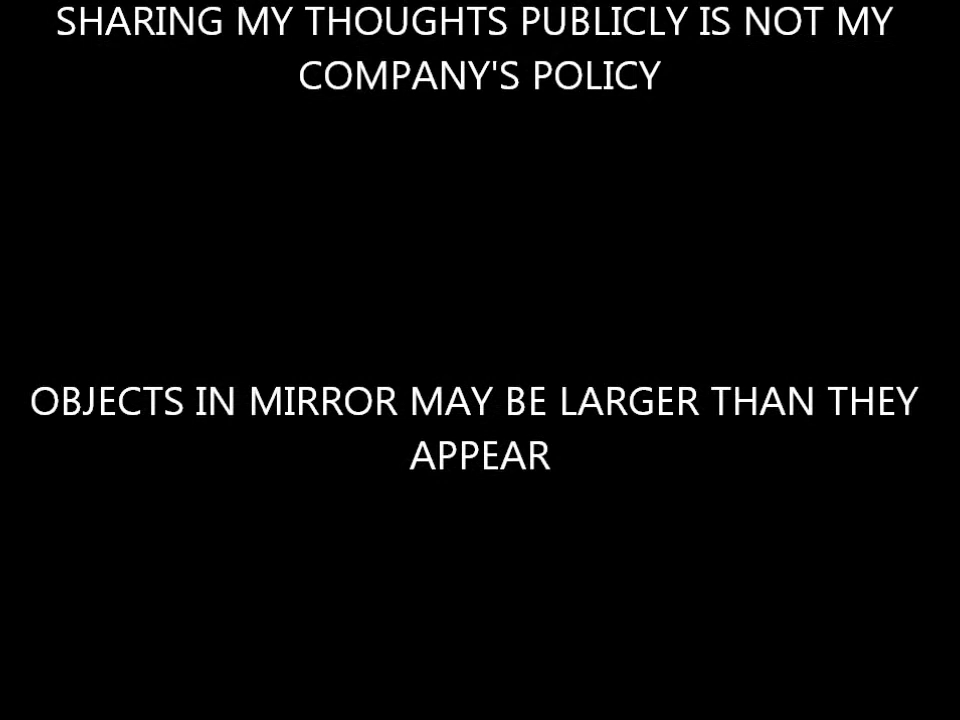 SHARING MY THOUGHTS PUBLICLY IS NOT MY
COMPANY'S POLICY
OBJECTS IN MIRROR MAY BE LARGER THAN THEY
APPEAR